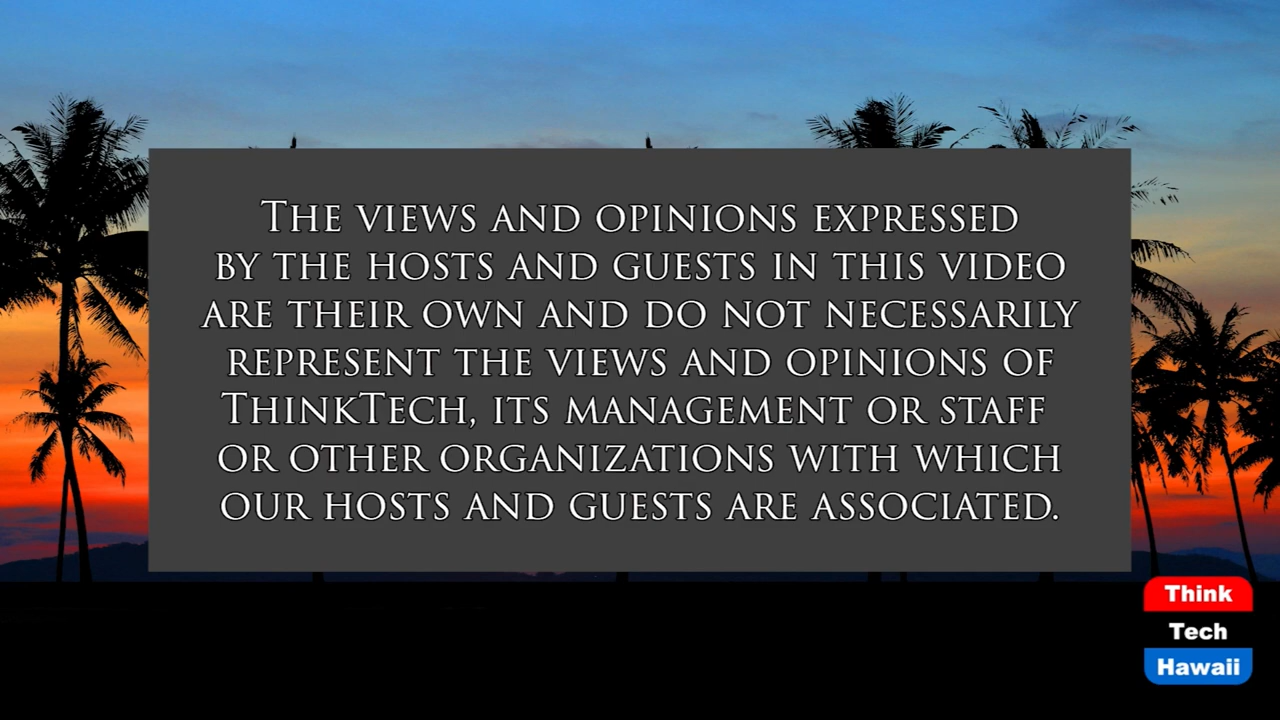 The views and opinions expressed
by the hosts and guests in this video
are their own and do not necessarily
represent the views and opinions of
ThinkTech, its management or staff
or other organizations with which
our hosts and guests are associated.
Think
Tech
Hawaii